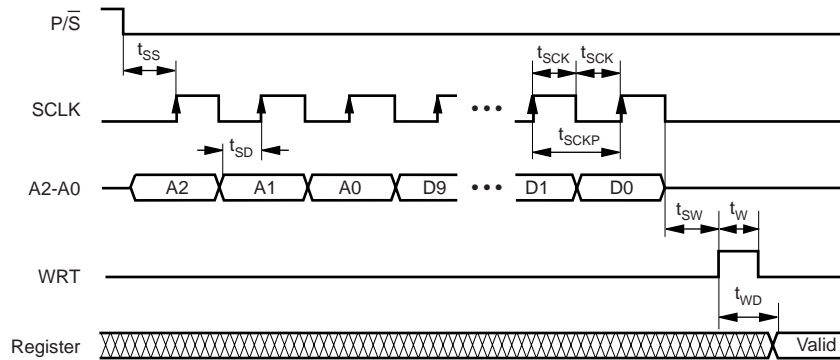 P/S̅
tSS
tSCK tSCK
SCLK
tSD
tSCKP
A2-A0 A2 A1 A0 D9 D1 D0
tSW tW
WRT
tWD
Register Valid